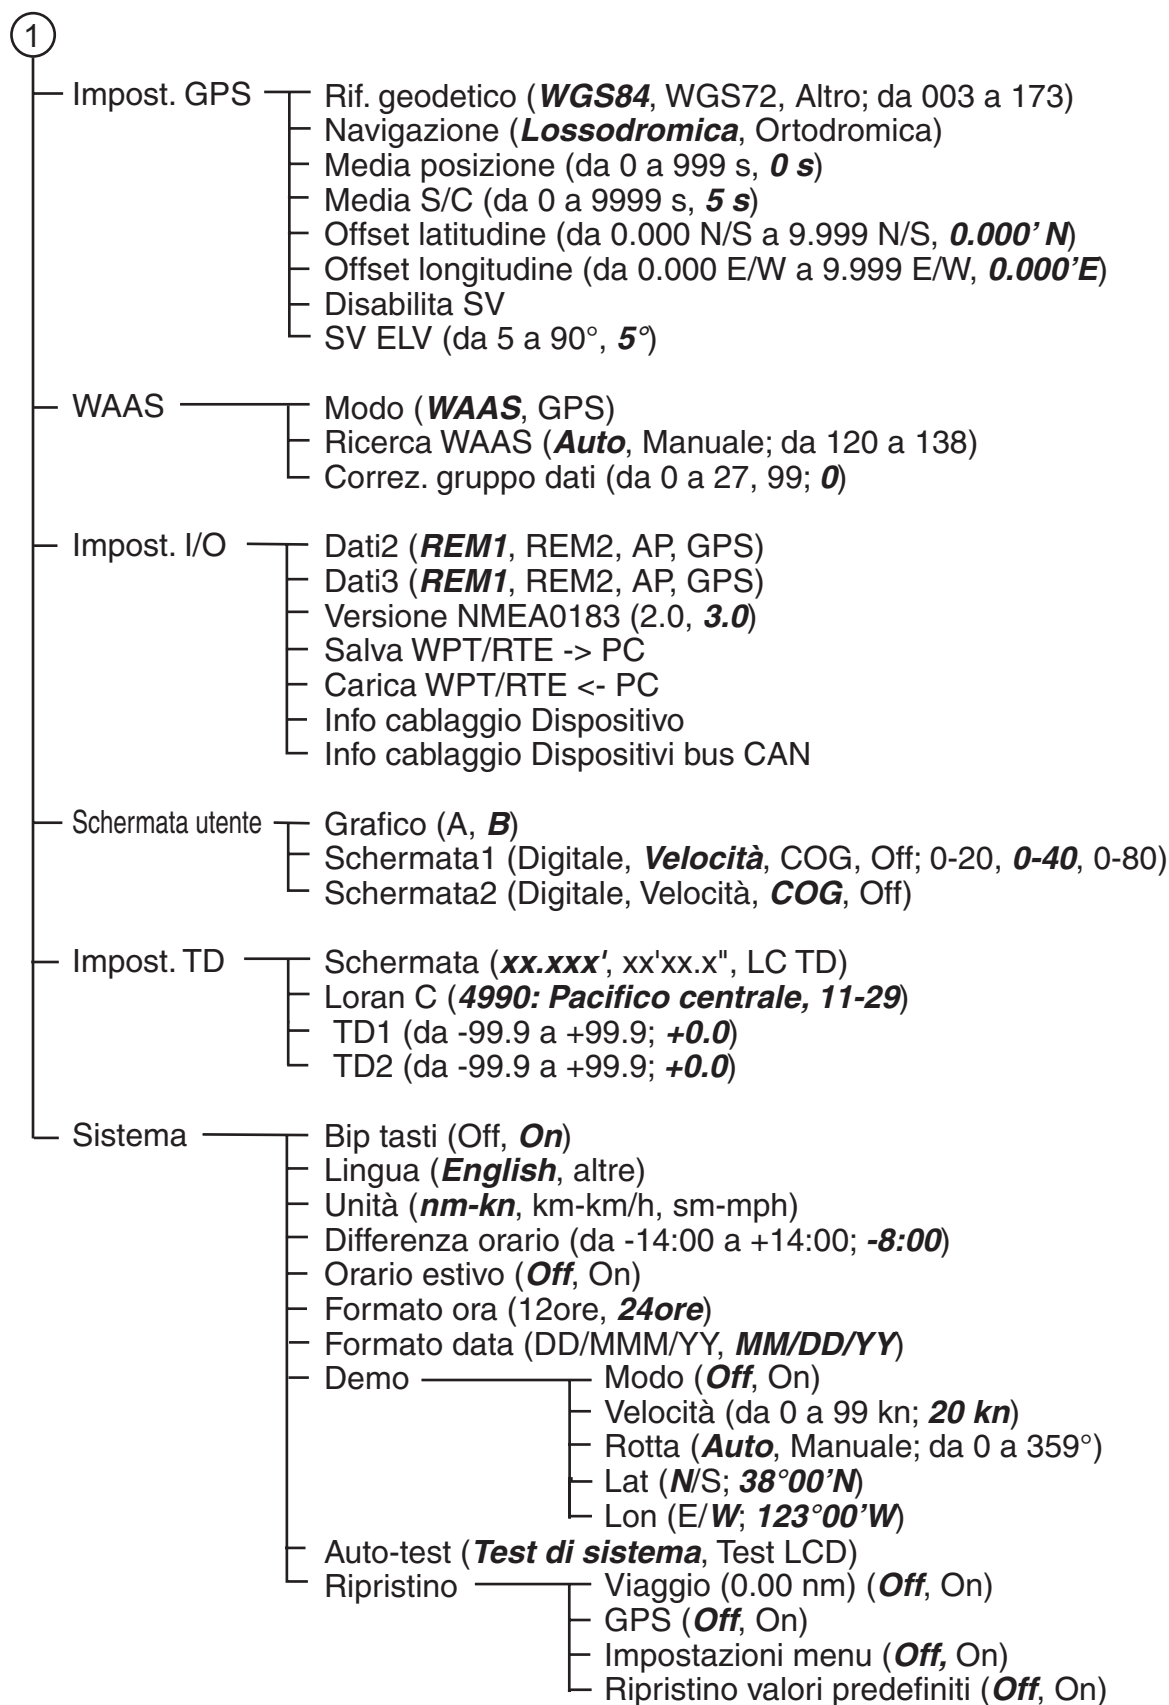 1
Impost. GPS Rif. geodetico (WGS84, WGS72, Altro; da 003 a 173)
Navigazione (Lossodromica, Ortodromica)
Media posizione (da 0 a 999 s, 0 s)
Media S/C (da 0 a 9999 s, 5 s)
Offset latitudine (da 0.000 N/S a 9.999 N/S, 0.000’ N)
Offset longitudine (da 0.000 E/W a 9.999 E/W, 0.000’E)
Disabilita SV
SV ELV (da 5 a 90°, 5°)
WAAS Modo (WAAS, GPS)
Ricerca WAAS (Auto, Manuale; da 120 a 138)
Correz. gruppo dati (da 0 a 27, 99; 0)
Impost. I/O Dati2 (REM1, REM2, AP, GPS)
Dati3 (REM1, REM2, AP, GPS)
Versione NMEA0183 (2.0, 3.0)
Salva WPT/RTE -> PC
Carica WPT/RTE <- PC
Info cablaggio Dispositivo
Info cablaggio Dispositivi bus CAN
Schermata utente Grafico (A, B)
Schermata1 (Digitale, Velocità, COG, Off; 0-20, 0-40, 0-80)
Schermata2 (Digitale, Velocità, COG, Off)
Impost. TD Schermata (xx.xxx', xx'xx.x", LC TD)
Loran C (4990: Pacifico centrale, 11-29)
TD1 (da -99.9 a +99.9; +0.0)
TD2 (da -99.9 a +99.9; +0.0)
Sistema Bip tasti (Off, On)
Lingua (English, altre)
Unità (nm-kn, km-km/h, sm-mph)
Differenza orario (da -14:00 a +14:00; -8:00)
Orario estivo (Off, On)
Formato ora (12ore, 24ore)
Formato data (DD/MMM/YY, MM/DD/YY)
Demo Modo (Off, On)
Velocità (da 0 a 99 kn; 20 kn)
Rotta (Auto, Manuale; da 0 a 359°)
Lat (N/S; 38°00’N)
Lon (E/W; 123°00’W)
Auto-test (Test di sistema, Test LCD)
Ripristino Viaggio (0.00 nm) (Off, On)
GPS (Off, On)
Impostazioni menu (Off, On)
Ripristino valori predefiniti (Off, On)